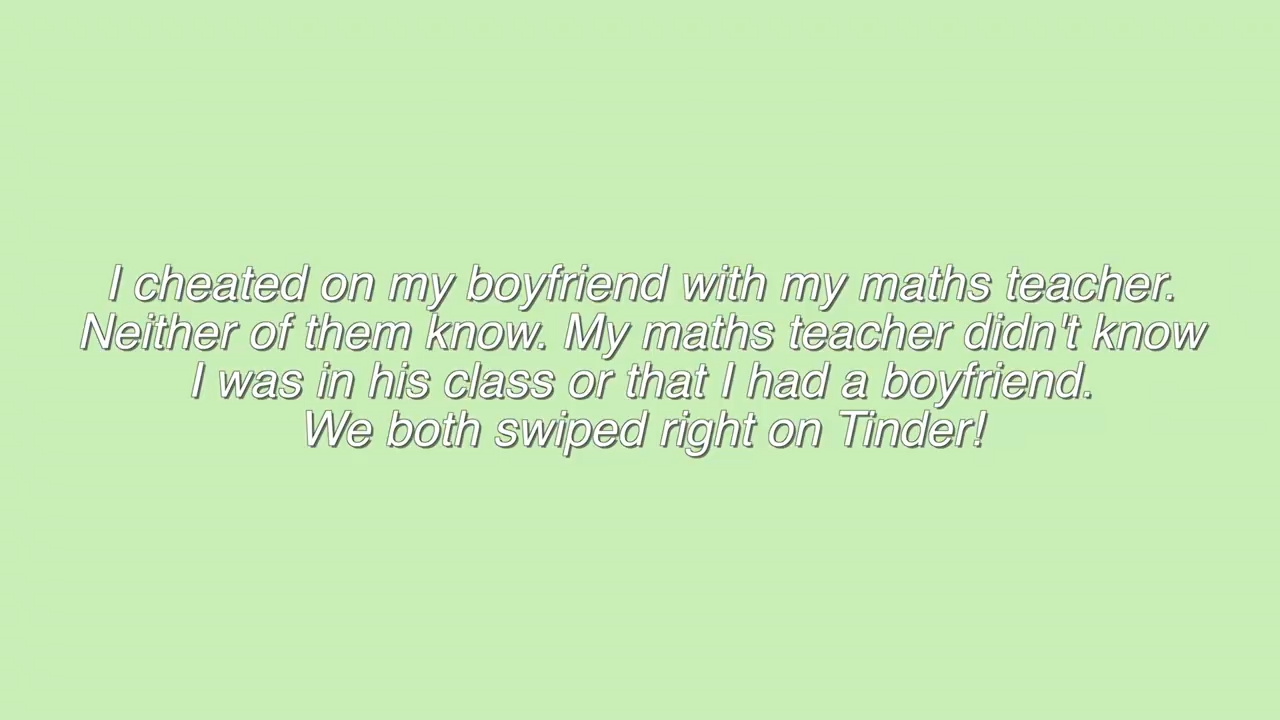 I cheated on my boyfriend with my maths teacher.
Neither of them know. My maths teacher didn't know
I was in his class or that I had a boyfriend.
We both swiped right on Tinder!